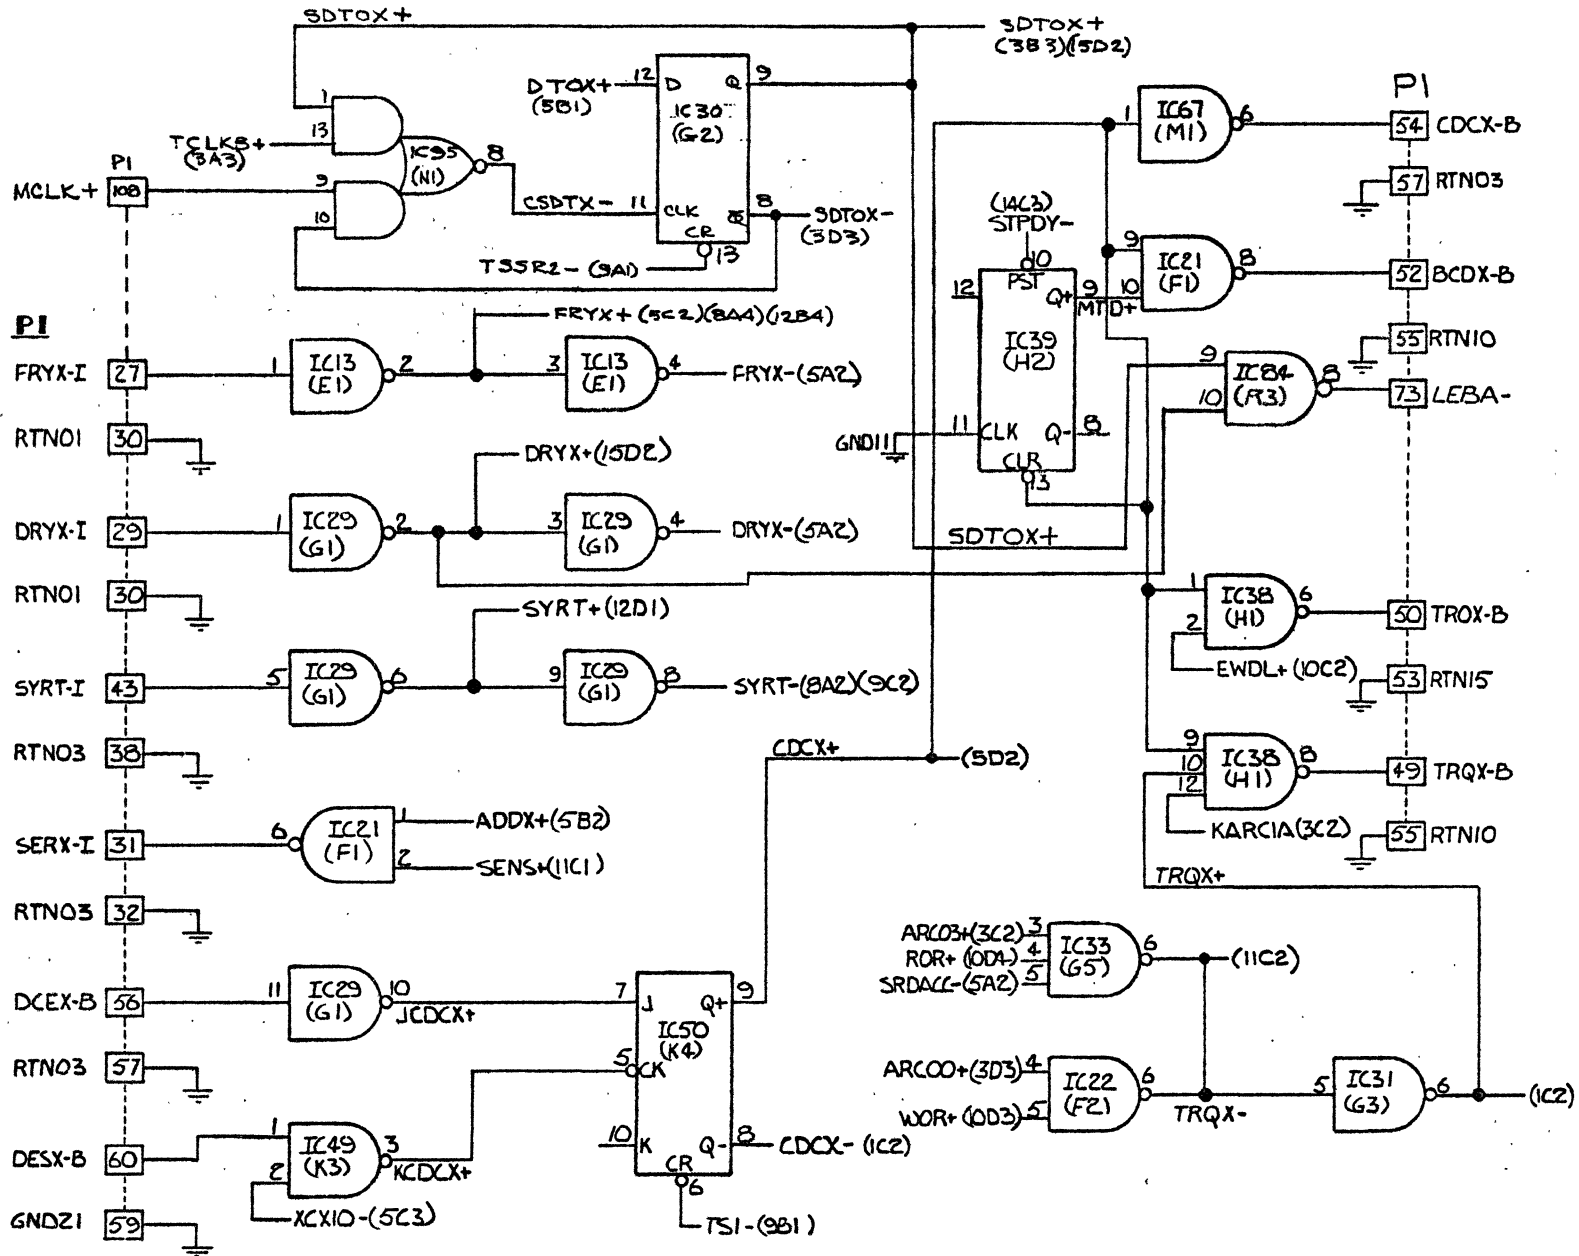 SDTOX+
SDTOX+
(3B3)(15D2)
DTOX+
(5B1)
12
D
Q
9
IC30
(G2)
P1
1
IC67
(M1)
6
54
CDCX-B
1
13
TCLKB+
(3A3)
IC95
(N1)
8
P1
MCLK+
108
9
10
CSDTX-
11
CLK
Q
8
SDTOX-
(3D3)
CR
13
TSSR2-(9A1)
57
RTN03
(14C3)
STPDY-
10
PST
12
Q+
9
MTD+
IC39
(H2)
11
CLK
Q-
8
GND11
CLR
13
9
10
IC21
(F1)
8
52
BCDX-B
55
RTN10
9
10
IC84
(R3)
8
73
LEBA-
P1
FRYX+(5C2)(8A4)(12B4)
FRYX-I
27
1
IC13
(E1)
2
3
IC13
(E1)
4
FRYX-(5A2)
RTN01
30
DRYX+(15D2)
DRYX-I
29
1
IC29
(G1)
2
3
IC29
(G1)
4
DRYX-(5A2)
SDTOX+
RTN01
30
SYRT+(12D1)
SYRT-I
43
5
IC29
(G1)
6
9
IC29
(G1)
8
SYRT-(8A2)(9C2)
1
2
IC38
(H1)
6
50
TROX-B
EWDL+(10C2)
53
RTN15
RTN03
38
CDCX+
(5D2)
9
10
12
IC38
(H1)
8
49
TRQX-B
KARC1A(3C2)
55
RTN10
SERX-I
31
6
IC21
(F1)
1
ADDX+(5B2)
2
SENS+(11C1)
TRQX+
RTN03
32
ARC03+(3C2)
3
ROR+(10D4)
4
SRDACC-(5A2)
5
IC33
(G5)
6
(11C2)
DCEX-B
56
11
IC29
(G1)
10
JCDCX+
7
J
Q+
9
IC50
(K4)
5
CK
10
K
Q-
8
CDCX-(1C2)
CR
6
TS1-(9B1)
RTN03
57
ARC00+(3D3)
4
WOR+(10D3)
5
IC22
(F2)
6
TRQX-
5
IC31
(G3)
6
(1C2)
DESX-B
60
1
2
IC49
(K3)
3
KCDCX+
XCX10-(5C3)
GND21
59